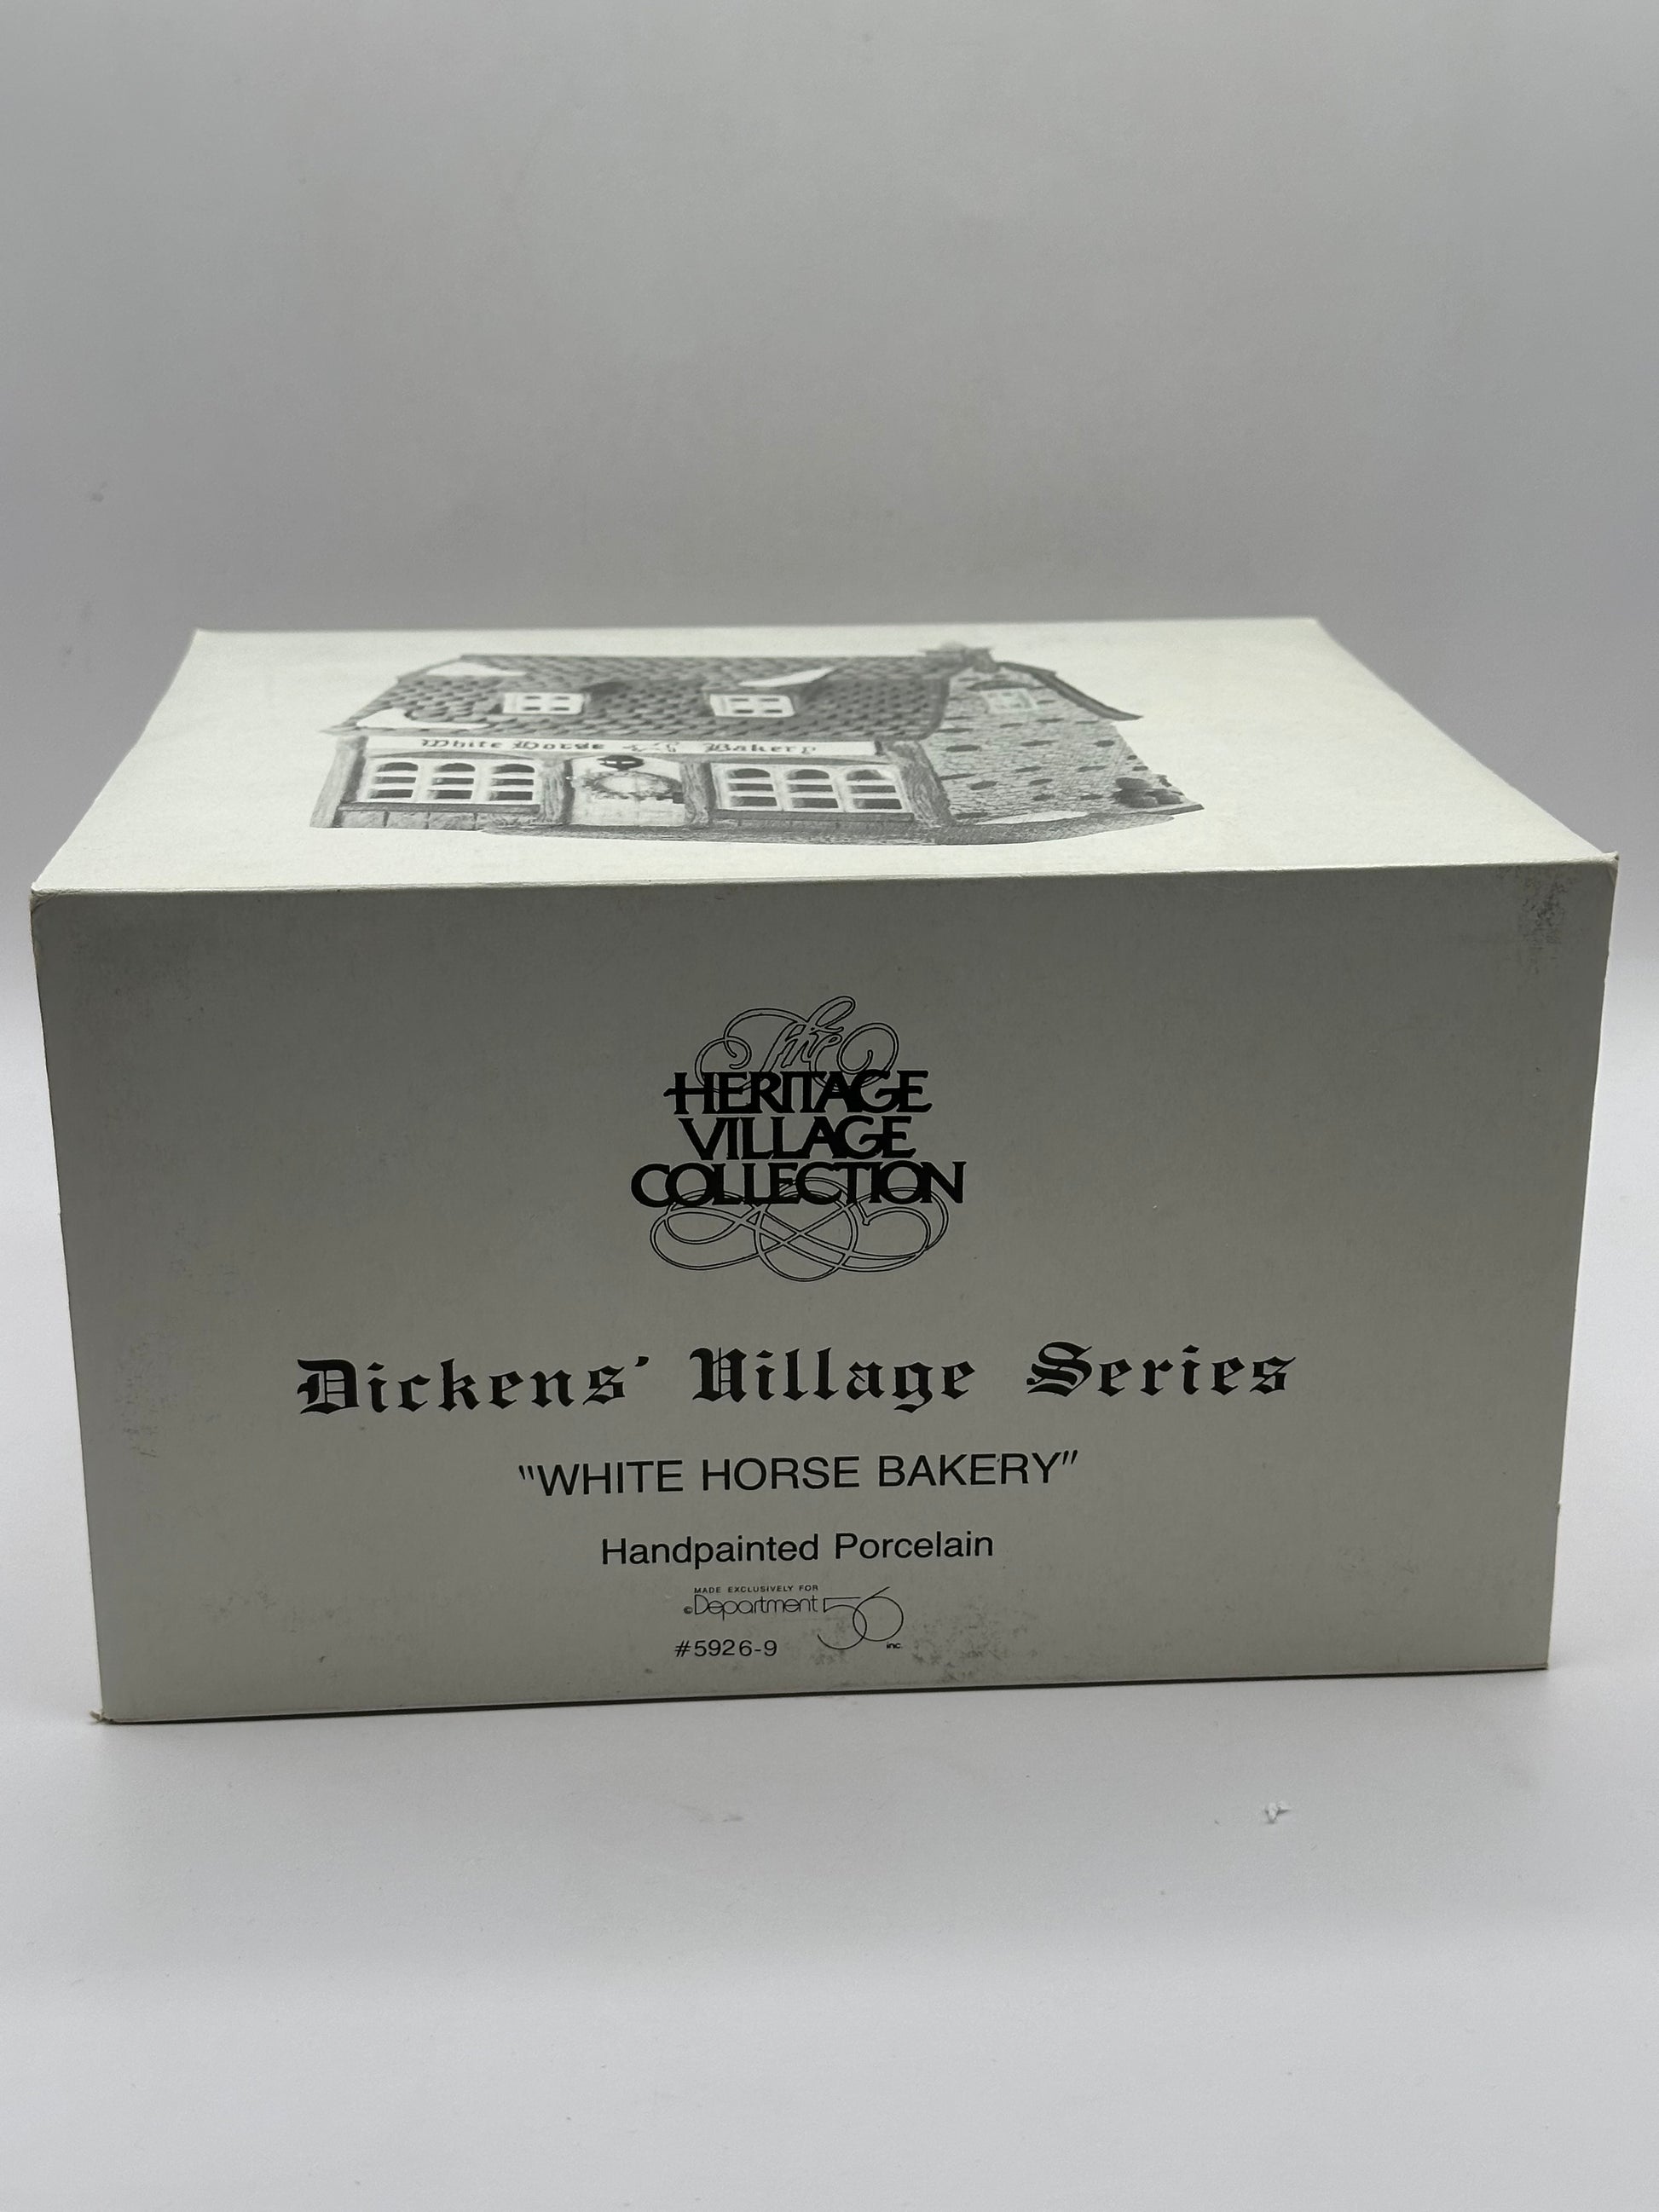 White Horse Bakery
The
HERITAGE
VILLAGE
COLLECTION
Dickens' Village Series
"WHITE HORSE BAKERY"
Handpainted Porcelain
MADE EXCLUSIVELY FOR
©Department 56 inc.
#5926-9